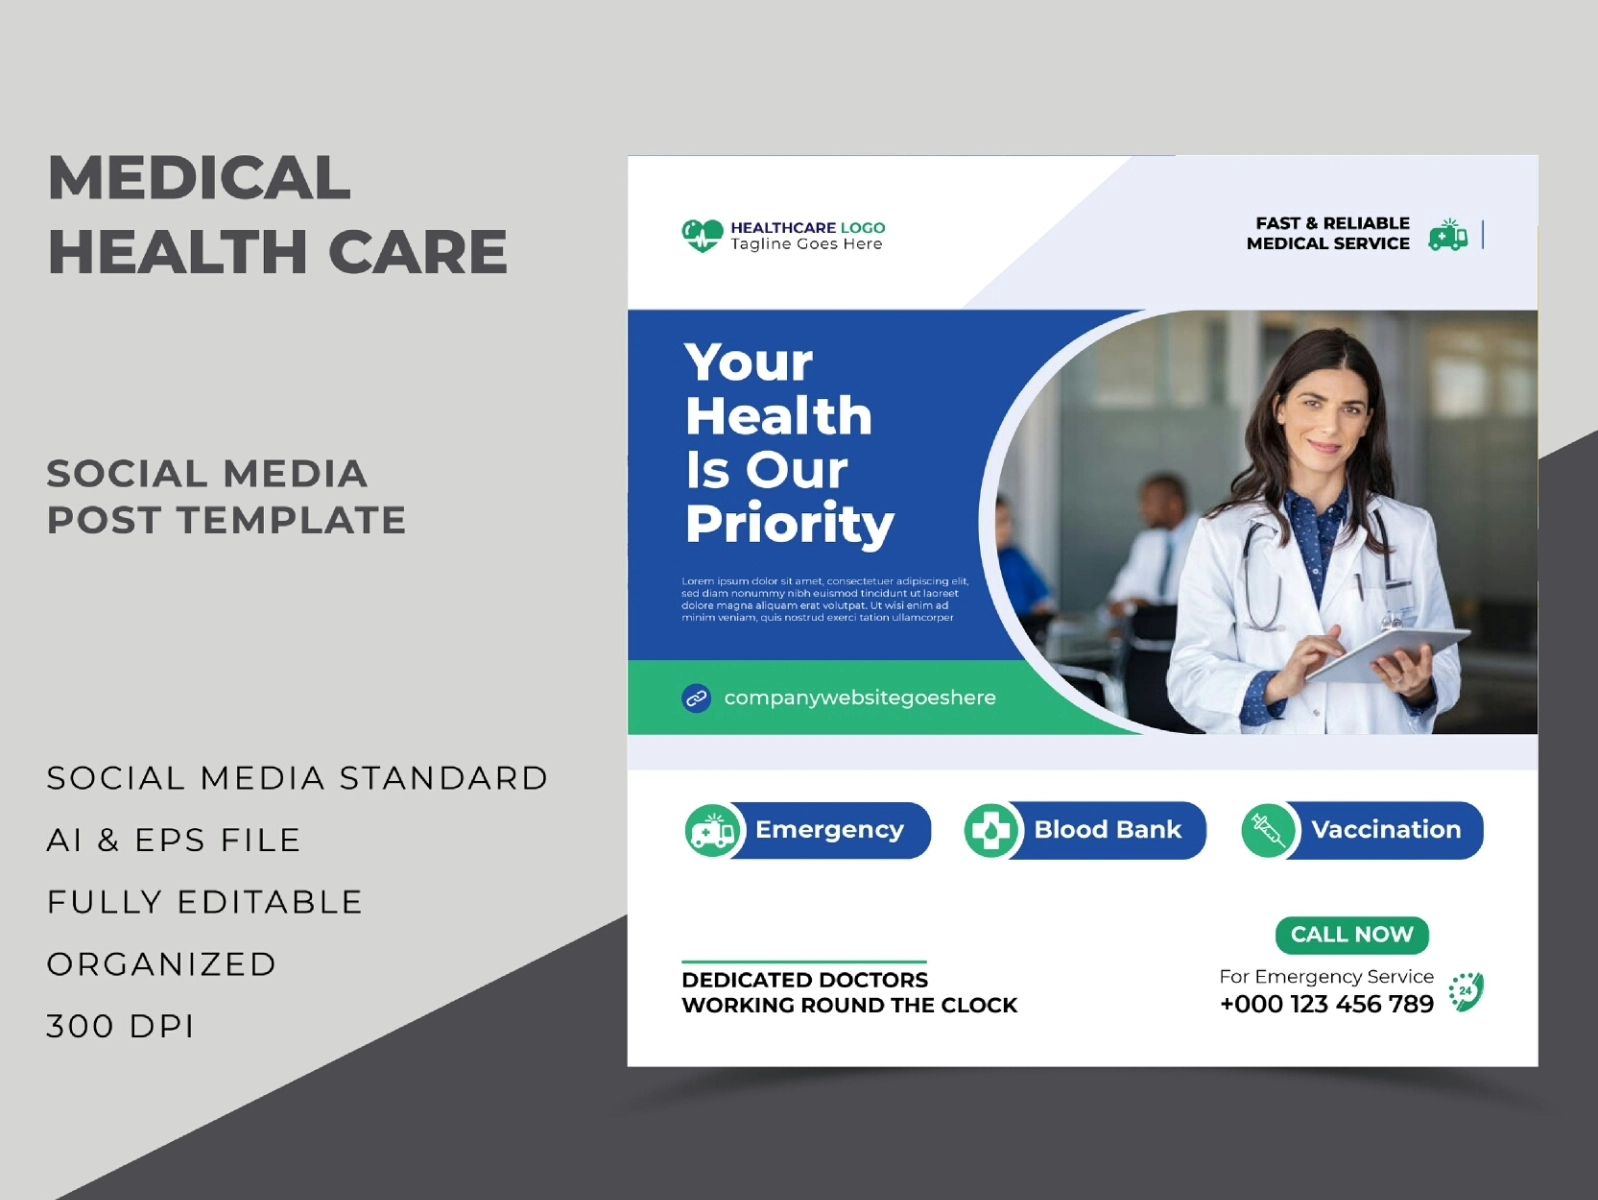 MEDICAL
HEALTH CARE
SOCIAL MEDIA
POST TEMPLATE
SOCIAL MEDIA STANDARD
AI & EPS FILE
FULLY EDITABLE
ORGANIZED
300 DPI
HEALTHCARE LOGO
Tagline Goes Here
FAST & RELIABLE
MEDICAL SERVICE
Your
Health
Is Our
Priority
Lorem ipsum dolor sit amet, consectetuer adipiscing elit,
sed diam nonummy nibh euismod tincidunt ut laoreet
dolore magna aliquam erat volutpat. Ut wisi enim ad
minim veniam, quis nostrud exerci tation ullamcorper
companywebsitegoeshere
Emergency
Blood Bank
Vaccination
DEDICATED DOCTORS
WORKING ROUND THE CLOCK
CALL NOW
For Emergency Service
+000 123 456 789
24